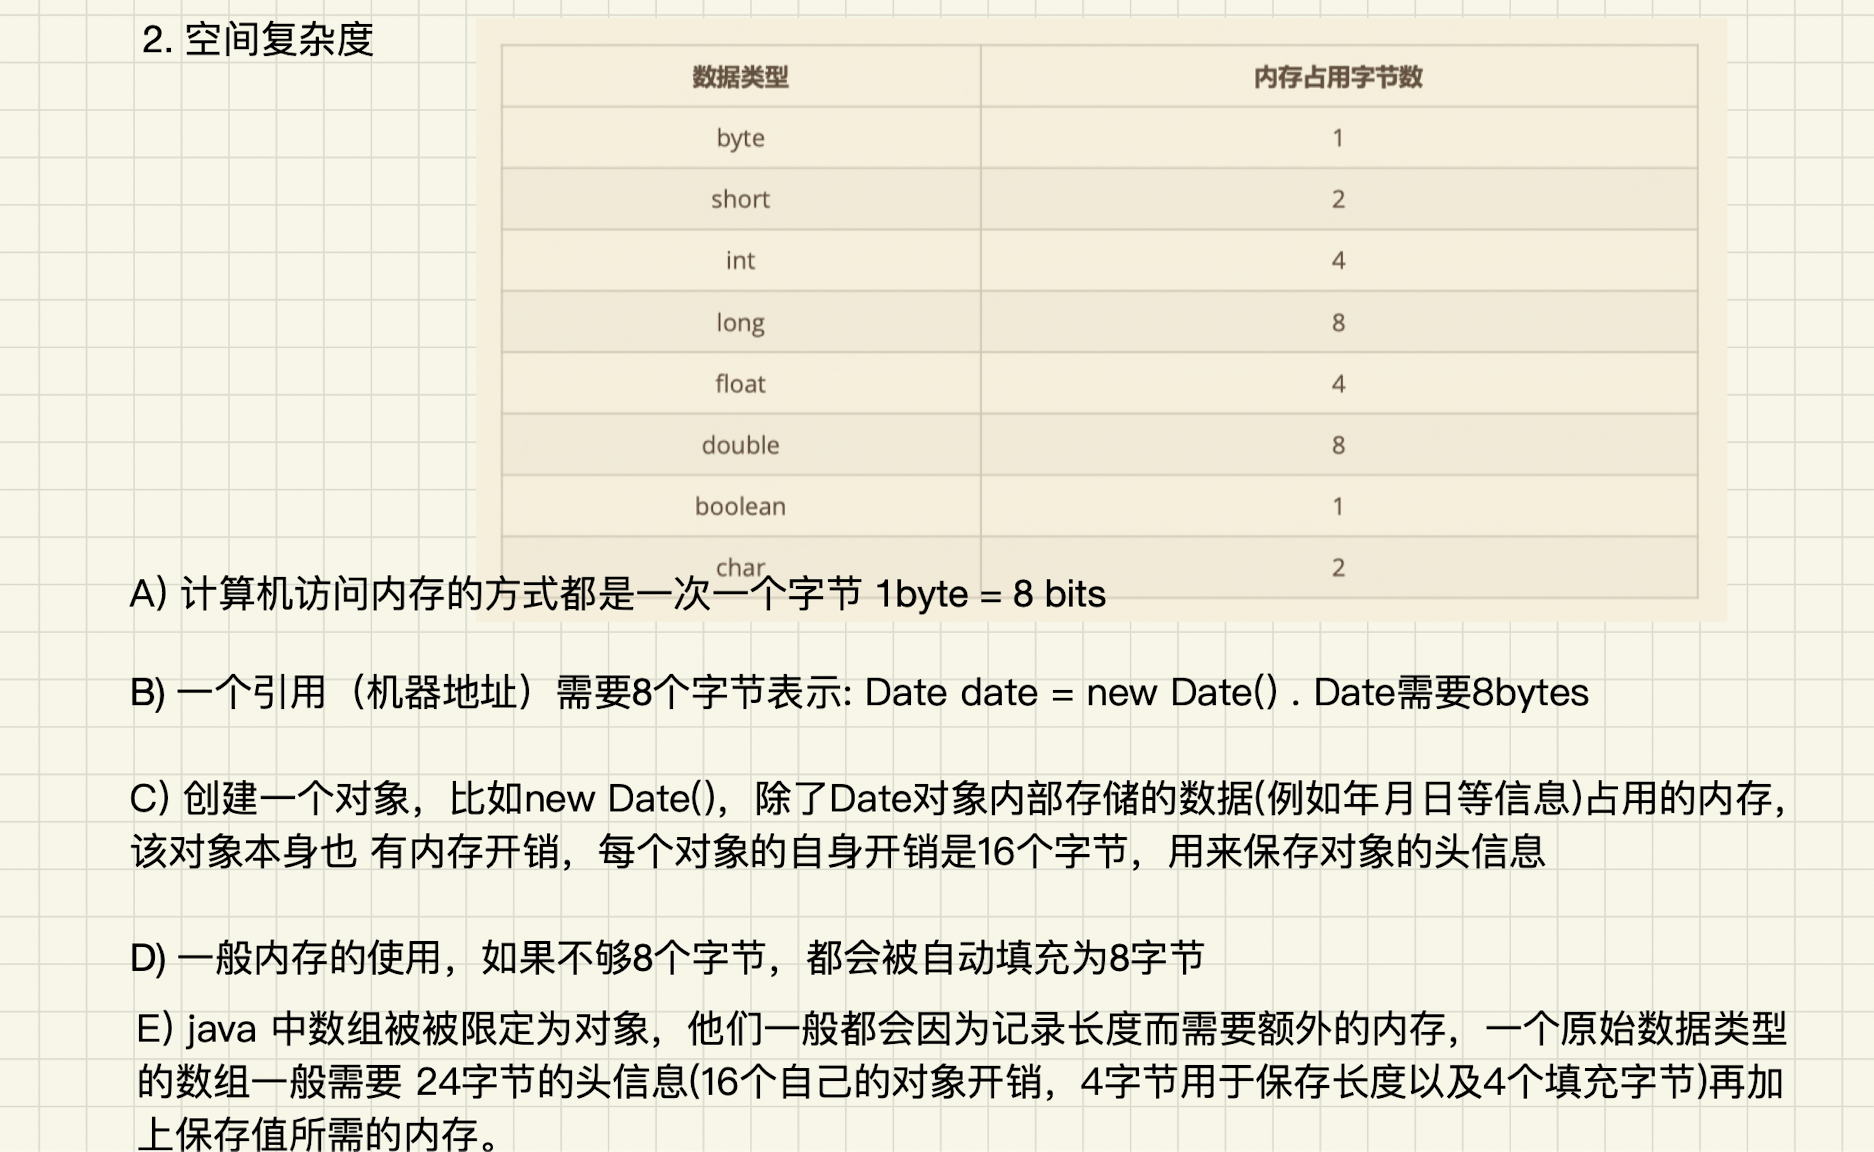 2. 空间复杂度
数据类型 内存占用字节数
byte 1
short 2
int 4
long 8
float 4
double 8
boolean 1
char 2
A) 计算机访问内存的方式都是一次一个字节 1byte = 8 bits
B) 一个引用（机器地址）需要8个字节表示: Date date = new Date() . Date需要8bytes
C) 创建一个对象，比如new Date()，除了Date对象内部存储的数据(例如年月日等信息)占用的内存，
该对象本身也 有内存开销，每个对象的自身开销是16个字节，用来保存对象的头信息
D) 一般内存的使用，如果不够8个字节，都会被自动填充为8字节
E) java 中数组被被限定为对象，他们一般都会因为记录长度而需要额外的内存，一个原始数据类型
的数组一般需要 24字节的头信息(16个自己的对象开销，4字节用于保存长度以及4个填充字节)再加
上保存值所需的内存。